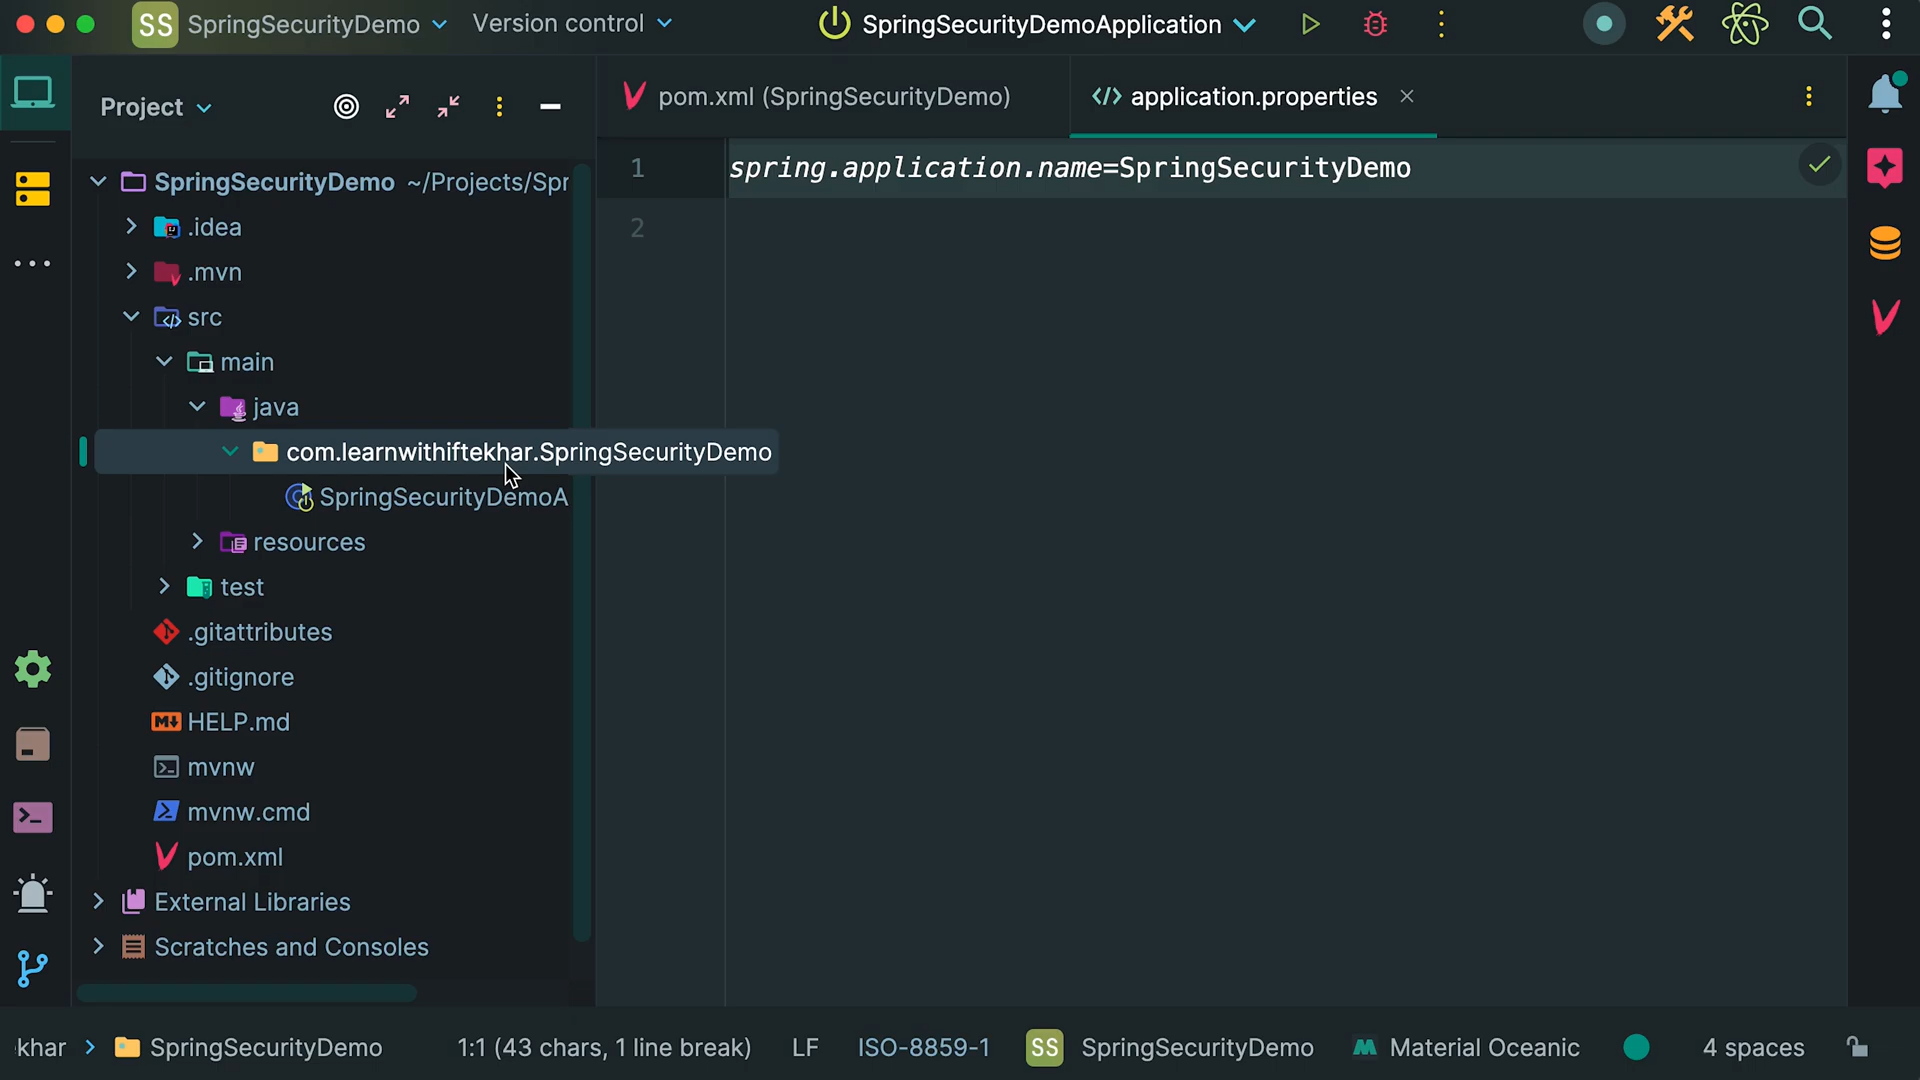 SS SpringSecurityDemo Version control SpringSecurityDemoApplication
Project
pom.xml (SpringSecurityDemo) application.properties
SpringSecurityDemo ~/Projects/Spr
.idea
.mvn
src
main
java
com.learnwithiftekhar.SpringSecurityDemo
SpringSecurityDemoA
resources
test
.gitattributes
.gitignore
HELP.md
mvnw
mvnw.cmd
pom.xml
External Libraries
Scratches and Consoles
1 spring.application.name=SpringSecurityDemo
2
khar SpringSecurityDemo 1:1 (43 chars, 1 line break) LF ISO-8859-1 SS SpringSecurityDemo Material Oceanic 4 spaces